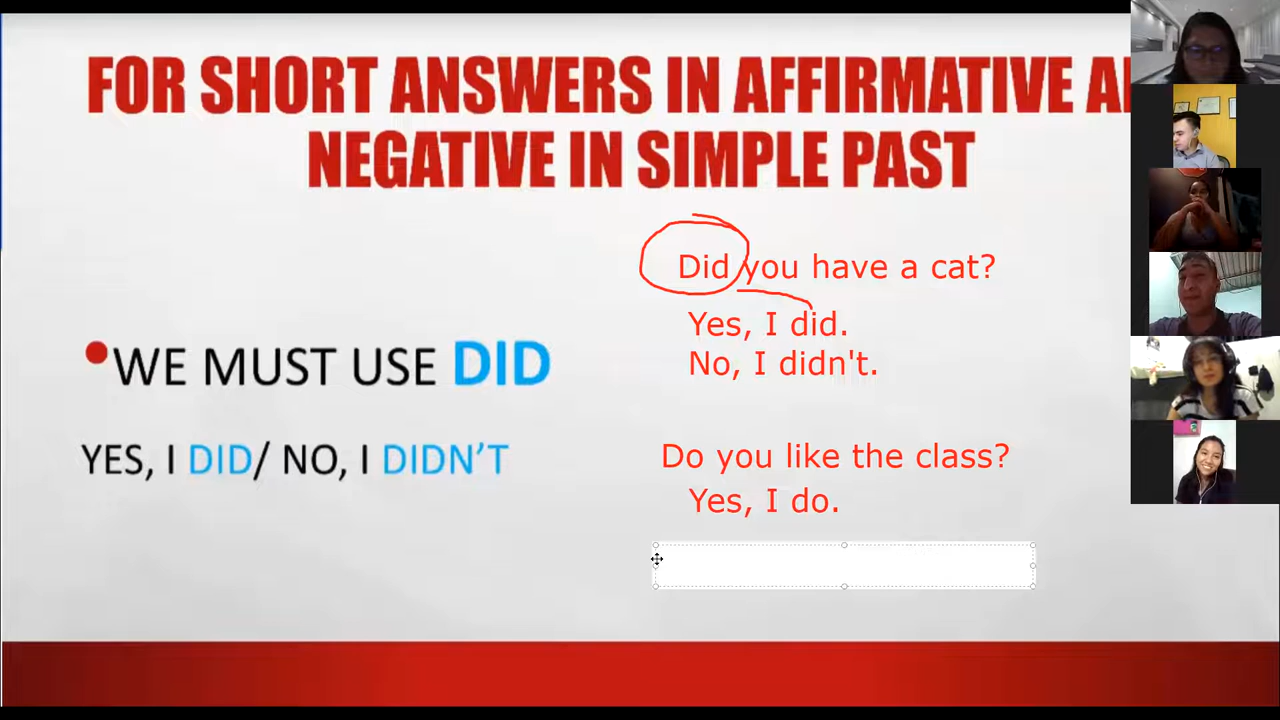 FOR SHORT ANSWERS IN AFFIRMATIVE
NEGATIVE IN SIMPLE PAST
WE MUST USE DID
YES, I DID/ NO, I DIDN’T
Did you have a cat?
Yes, I did.
No, I didn't.
Do you like the class?
Yes, I do.